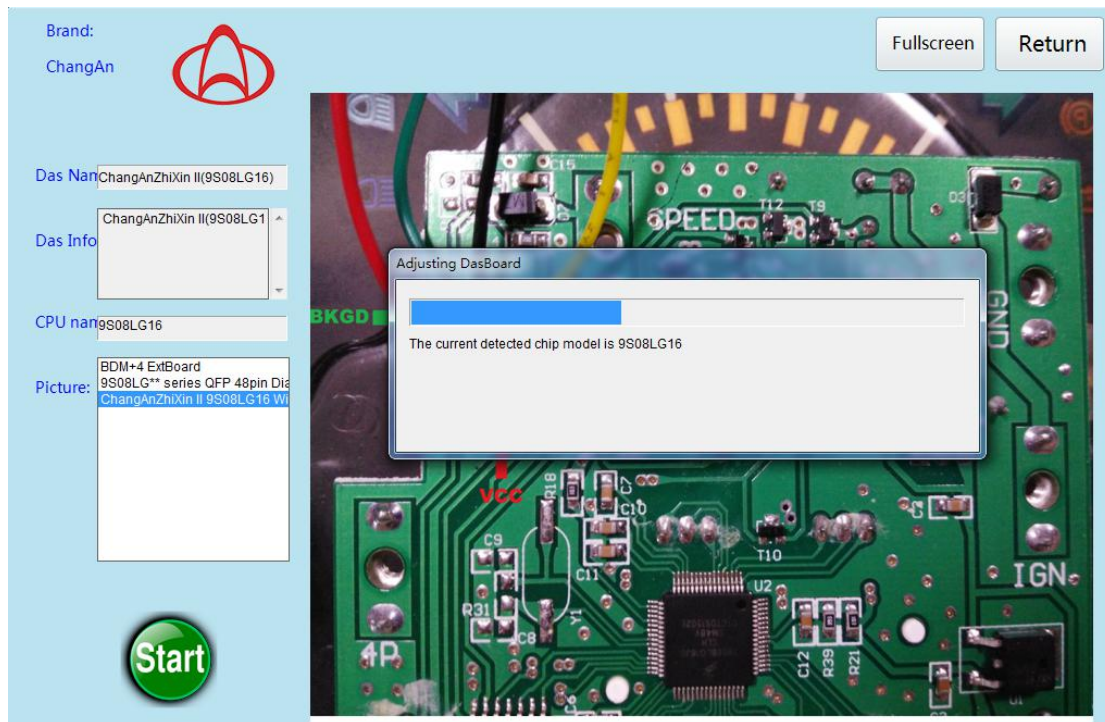 Brand:
ChangAn
Fullscreen
Return
Das Nam
ChangAnZhiXin II(9S08LG16)
Das Info
ChangAnZhiXin II(9S08LG1
CPU nam
9S08LG16
Picture:
BDM+4 ExtBoard
9S08LG** series QFP 48pin Dia
ChangAnZhiXin II 9S08LG16 Wi
Start
Adjusting DasBoard
The current detected chip model is 9S08LG16
C15
SPEED
T12
T9
D3
BKGD
GND
VCC
R18
C7
C10
C9
C11
T10
C2
U2
IGN
R31
C8
Y1
4P
C12
R39
R21
C6
U1